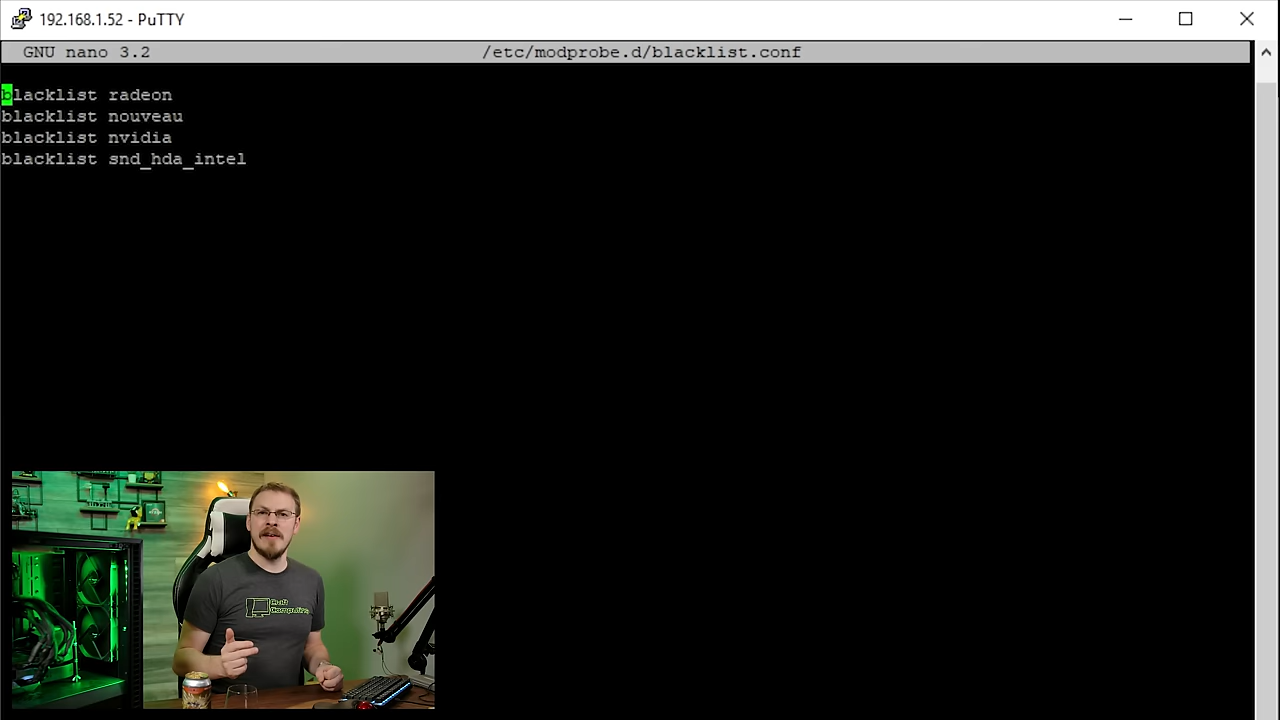 192.168.1.52 - PuTTY
GNU nano 3.2
/etc/modprobe.d/blacklist.conf
blacklist radeon
blacklist nouveau
blacklist nvidia
blacklist snd_hda_intel